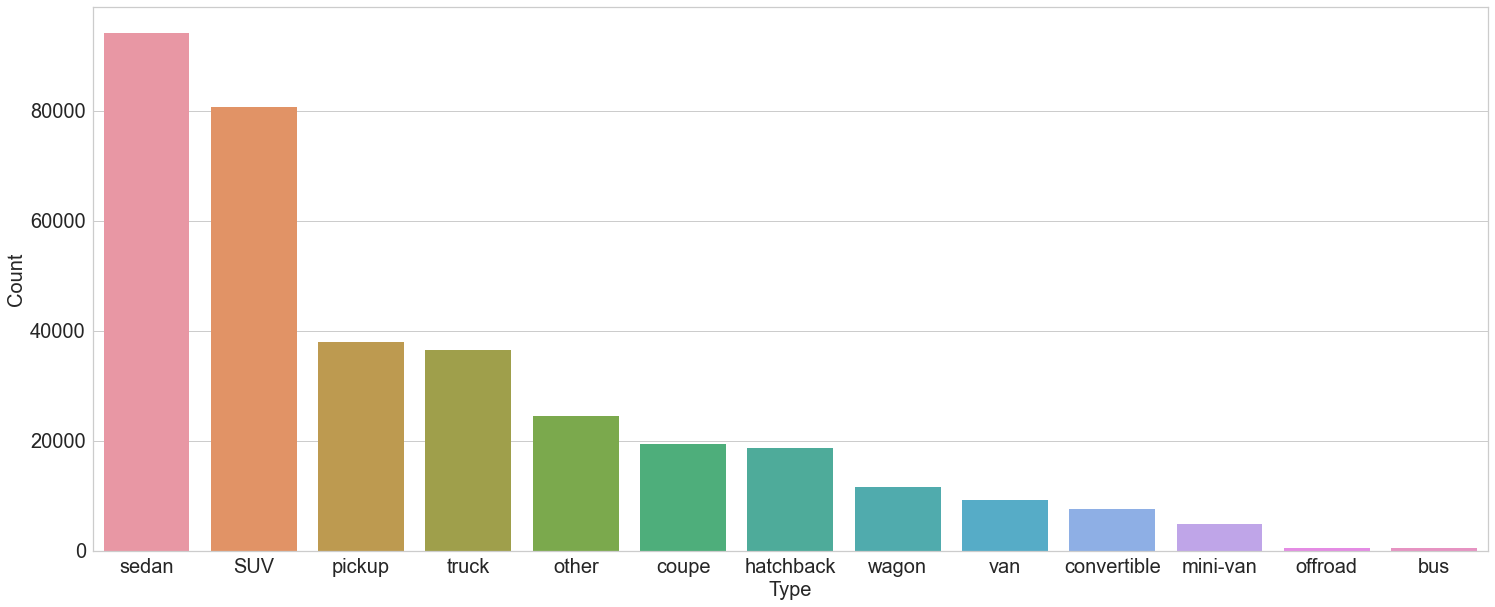 80000
60000
40000
20000
0
Count
sedan SUV pickup truck other coupe hatchback wagon van convertible mini-van offroad bus
Type